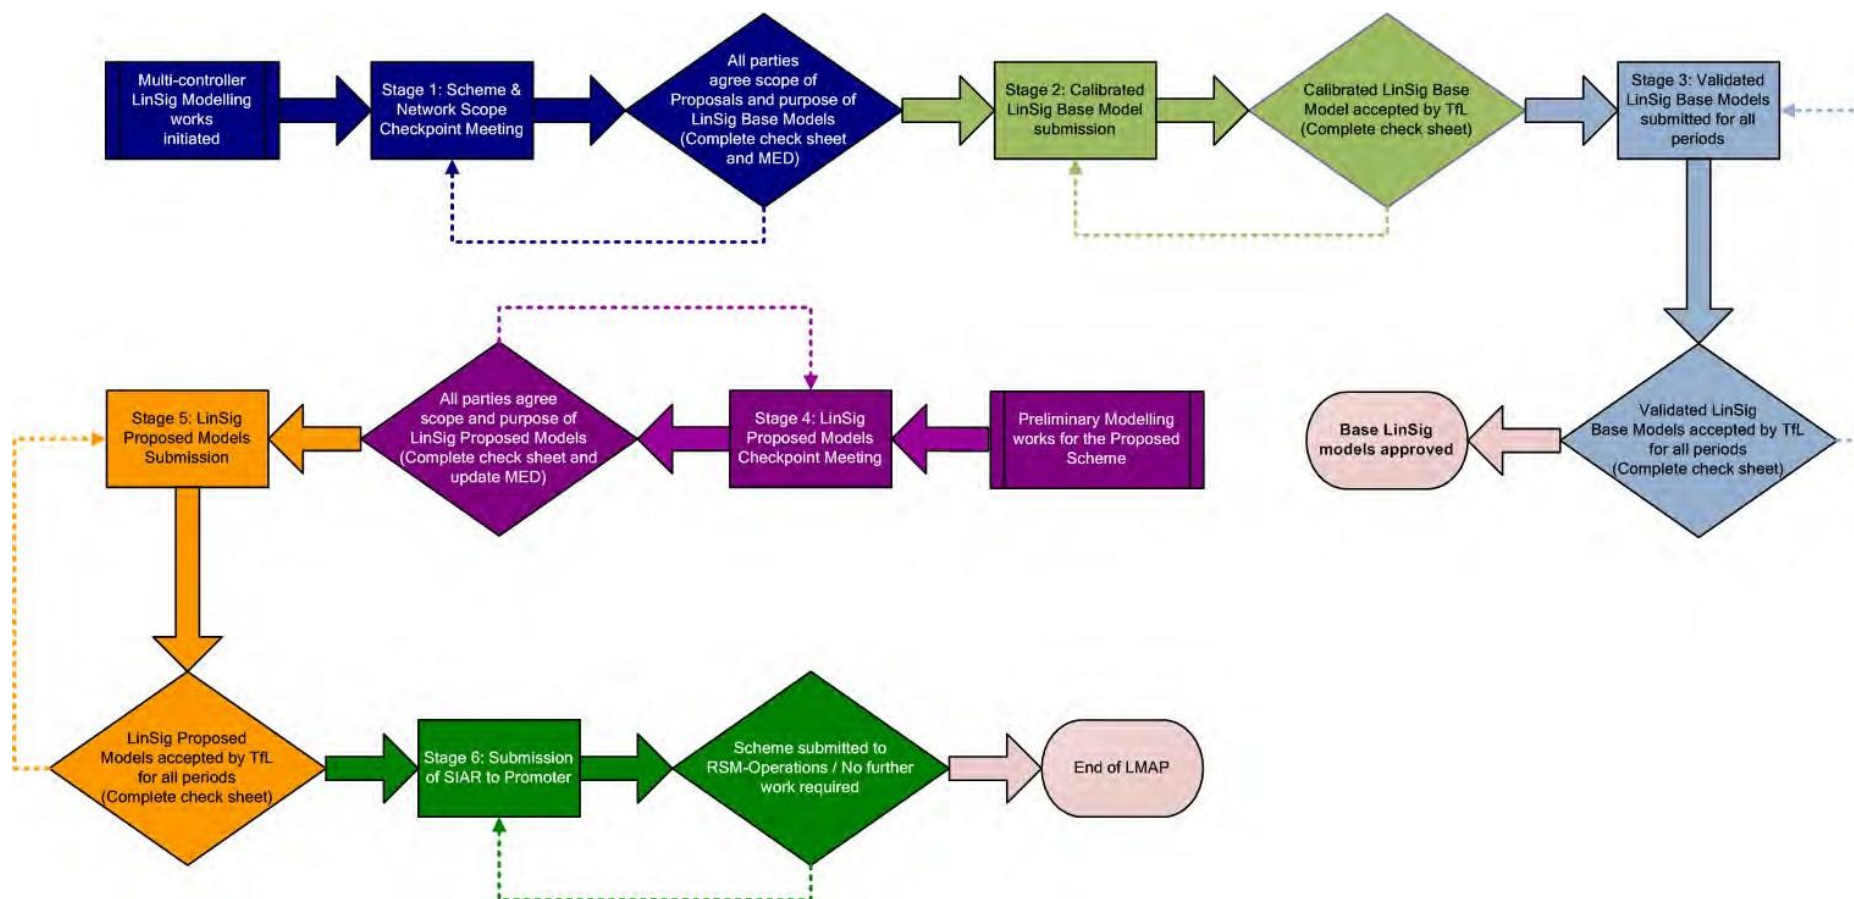 Multi-controller
LinSig Modelling
works
initiated
Stage 1: Scheme &
Network Scope
Checkpoint Meeting
All parties
agree scope of
Proposals and purpose of
LinSig Base Models
(Complete check sheet
and MED)
Stage 2: Calibrated
LinSig Base Model
submission
Calibrated LinSig Base
Model accepted by TfL
(Complete check sheet)
Stage 3: Validated
LinSig Base Models
submitted for all
periods
Stage 5: LinSig
Proposed Models
Submission
All parties agree
scope and purpose of
LinSig Proposed Models
(Complete check sheet and
update MED)
Stage 4: LinSig
Proposed Models
Checkpoint Meeting
Preliminary Modelling
works for the Proposed
Scheme
Base LinSig
models approved
Validated LinSig
Base Models accepted by TfL
for all periods
(Complete check sheet)
LinSig Proposed
Models accepted by TfL
for all periods
(Complete check sheet)
Stage 6: Submission
of SIAR to Promoter
Scheme submitted to
RSM-Operations / No further
work required
End of LMAP